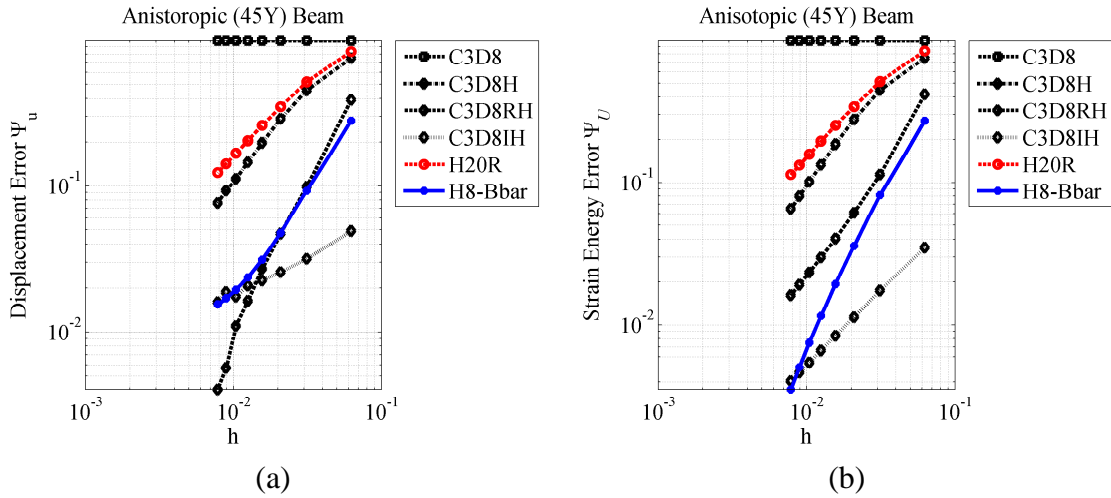 Anistoropic (45Y) Beam
Displacement Error Ψ_u
10^-1
10^-2
10^-3
10^-2
10^-1
h
C3D8
C3D8H
C3D8RH
C3D8IH
H20R
H8-Bbar
(a)
Anisotopic (45Y) Beam
Strain Energy Error Ψ_U
10^-1
10^-2
10^-3
10^-2
10^-1
h
C3D8
C3D8H
C3D8RH
C3D8IH
H20R
H8-Bbar
(b)